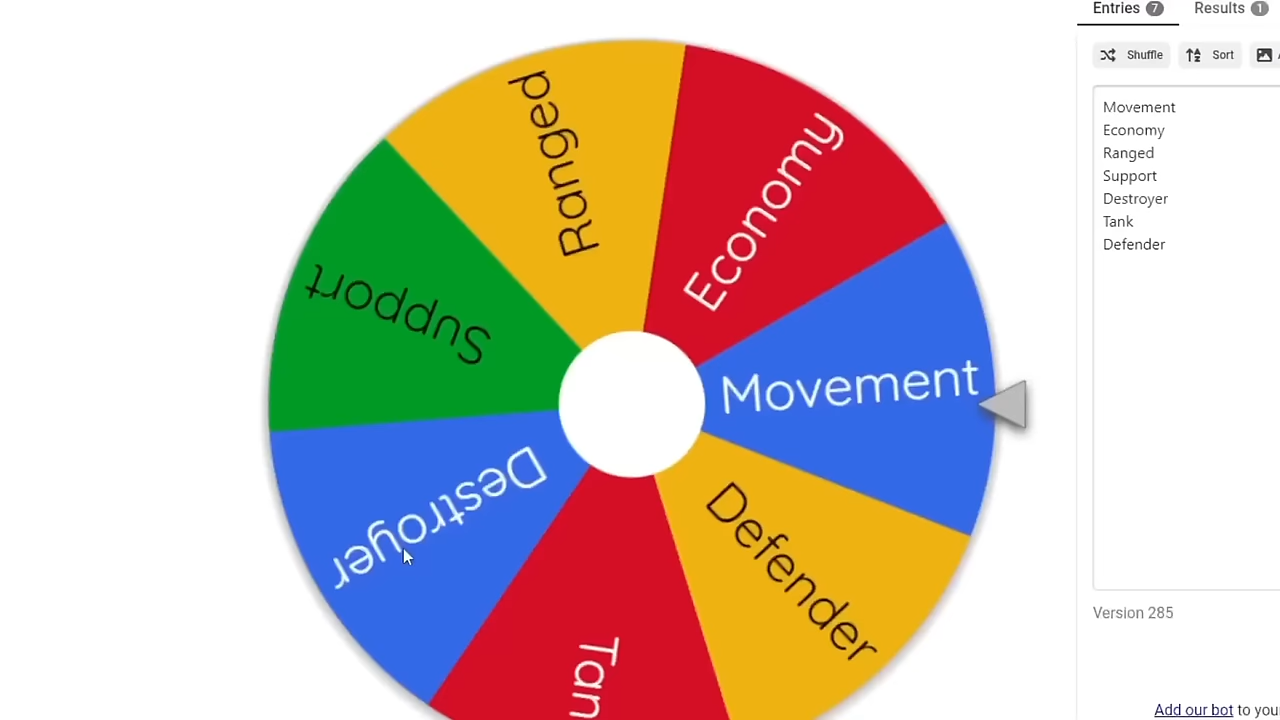 Entries 7 Results 1
Shuffle Sort
Movement
Economy
Ranged
Support
Destroyer
Tank
Defender
Version 285
Add our bot to you
Ranged
Economy
Support
Movement
Destroyer
Defender
Tan